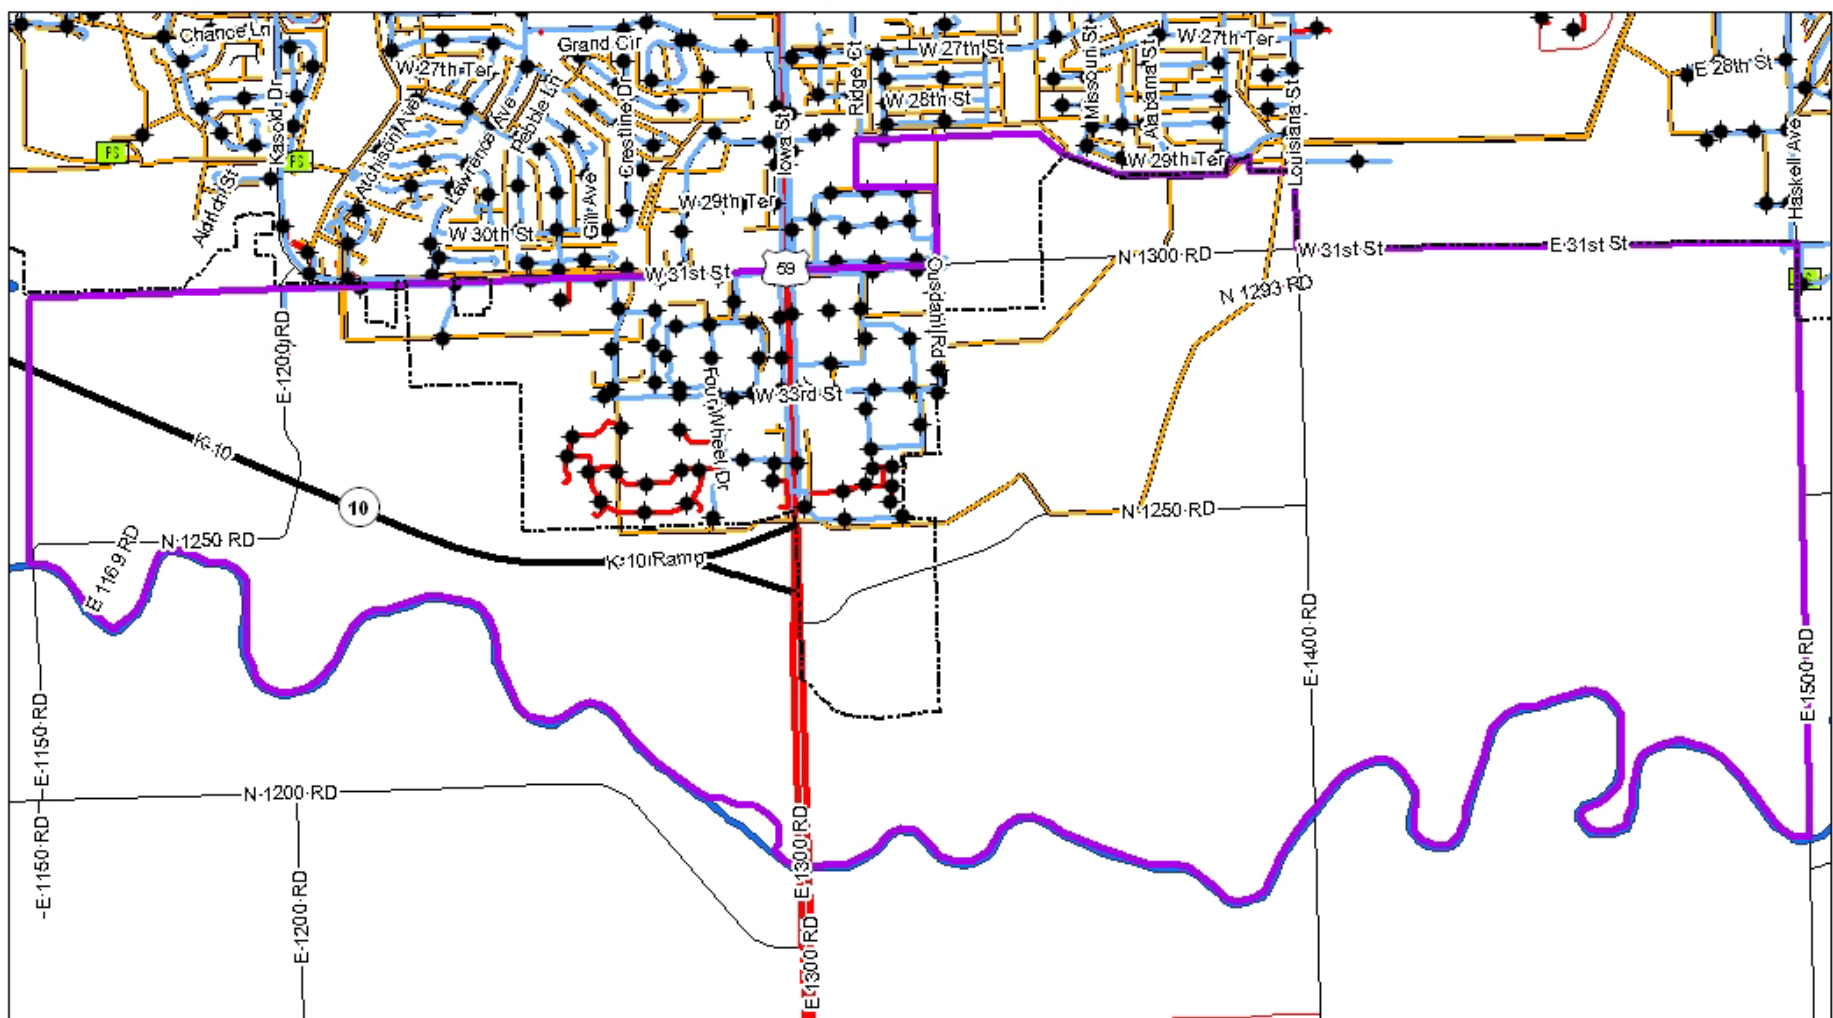 Chance Ln
Grand Cir
W 27th St
W 27th Ter
W 27th Ter
E 28th St
W 28th St
Kasold Dr
Atchison Ave
Lawrence Ave
Pebble Ln
Crestline Dr
Iowa St
Ridge Ct
Missouri St
Alabama St
Louisiana St
Haskell Ave
FS
FS
Aldrich St
W 29th Ter
W 29th Ter
Gill Ave
W 30th St
W 31st St
59
Ousdahl Rd
N 1300 RD
W 31st St
E 31st St
N 1293 RD
E 1200 RD
Four Wheel Dr
W 33rd St
K-10
10
K-10 Ramp
N 1250 RD
N 1250 RD
E 1169 RD
E 1400 RD
E 1500 RD
E 1150 RD
N 1200 RD
E 1150 RD
E 1200 RD
E 1300 RD
E 1300 RD